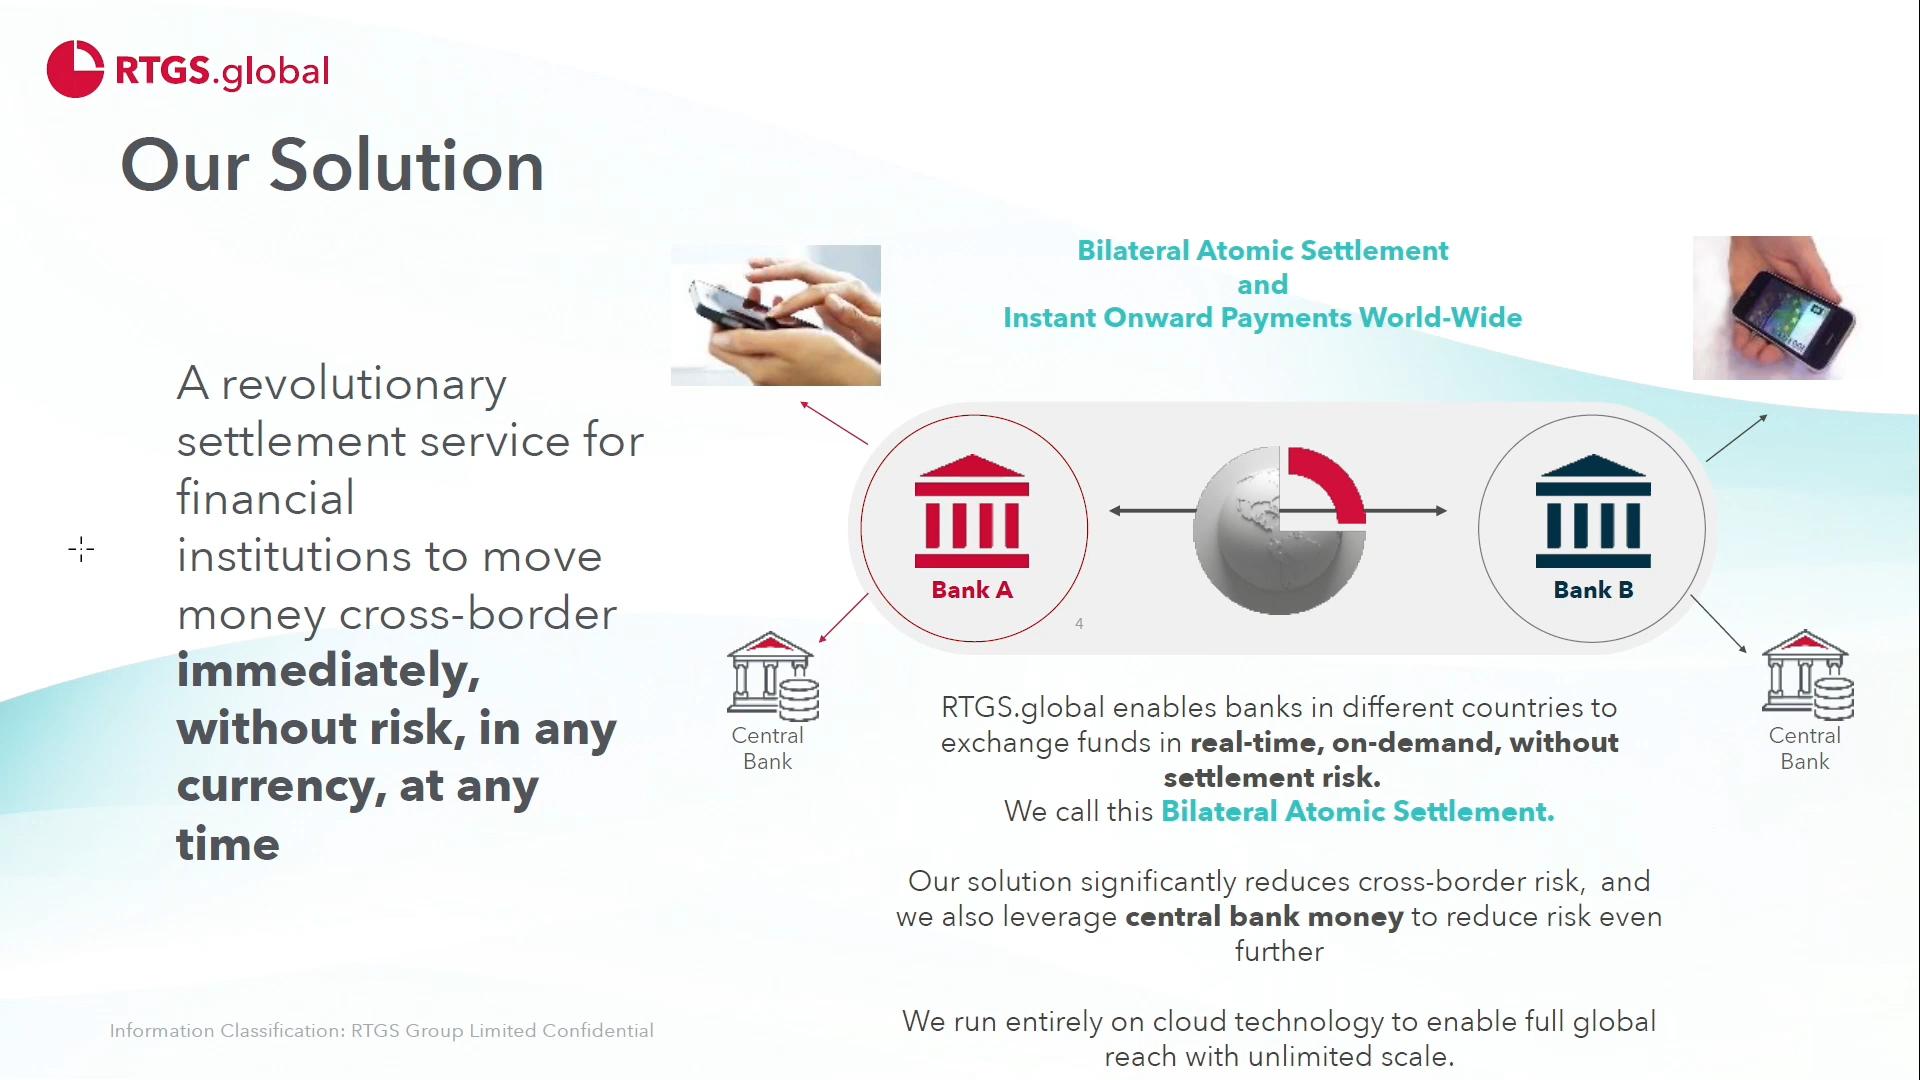 RTGS.global
Our Solution
A revolutionary
settlement service for
financial
institutions to move
money cross-border
immediately,
without risk, in any
currency, at any
time
Bilateral Atomic Settlement
and
Instant Onward Payments World-Wide
Bank A
Bank B
4
Central
Bank
Central
Bank
RTGS.global enables banks in different countries to
exchange funds in real-time, on-demand, without
settlement risk.
We call this Bilateral Atomic Settlement.
Our solution significantly reduces cross-border risk, and
we also leverage central bank money to reduce risk even
further
We run entirely on cloud technology to enable full global
reach with unlimited scale.
Information Classification: RTGS Group Limited Confidential